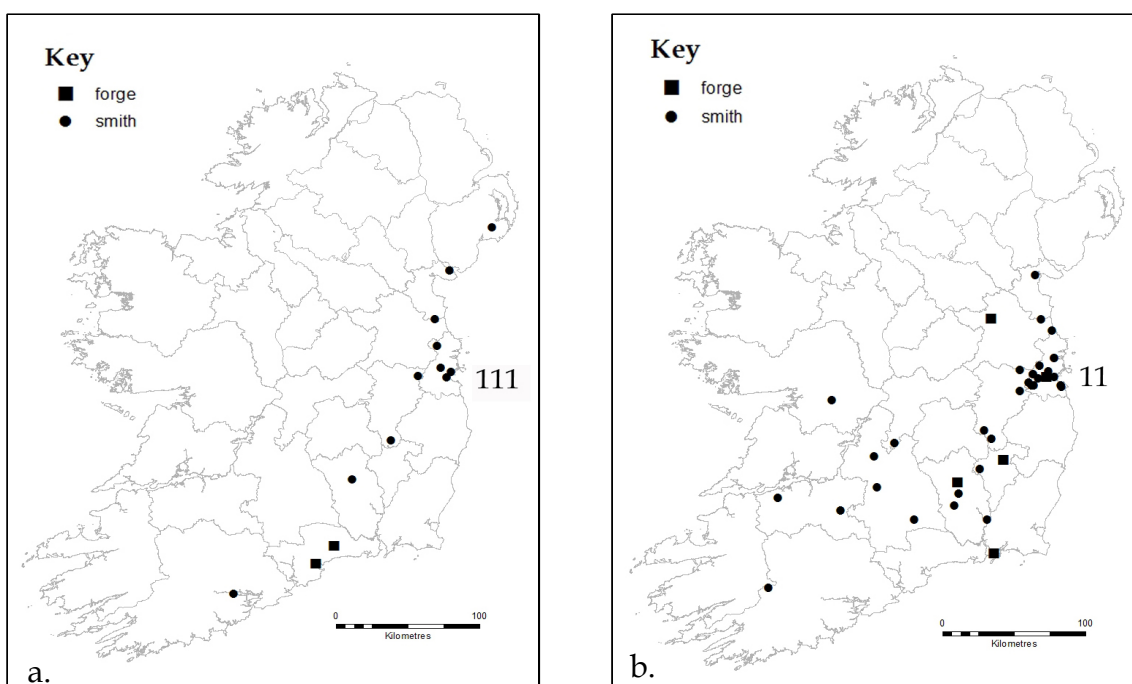 Key
forge
smith
111
0 100
Kilometres
a.
Key
forge
smith
11
0 100
Kilometres
b.